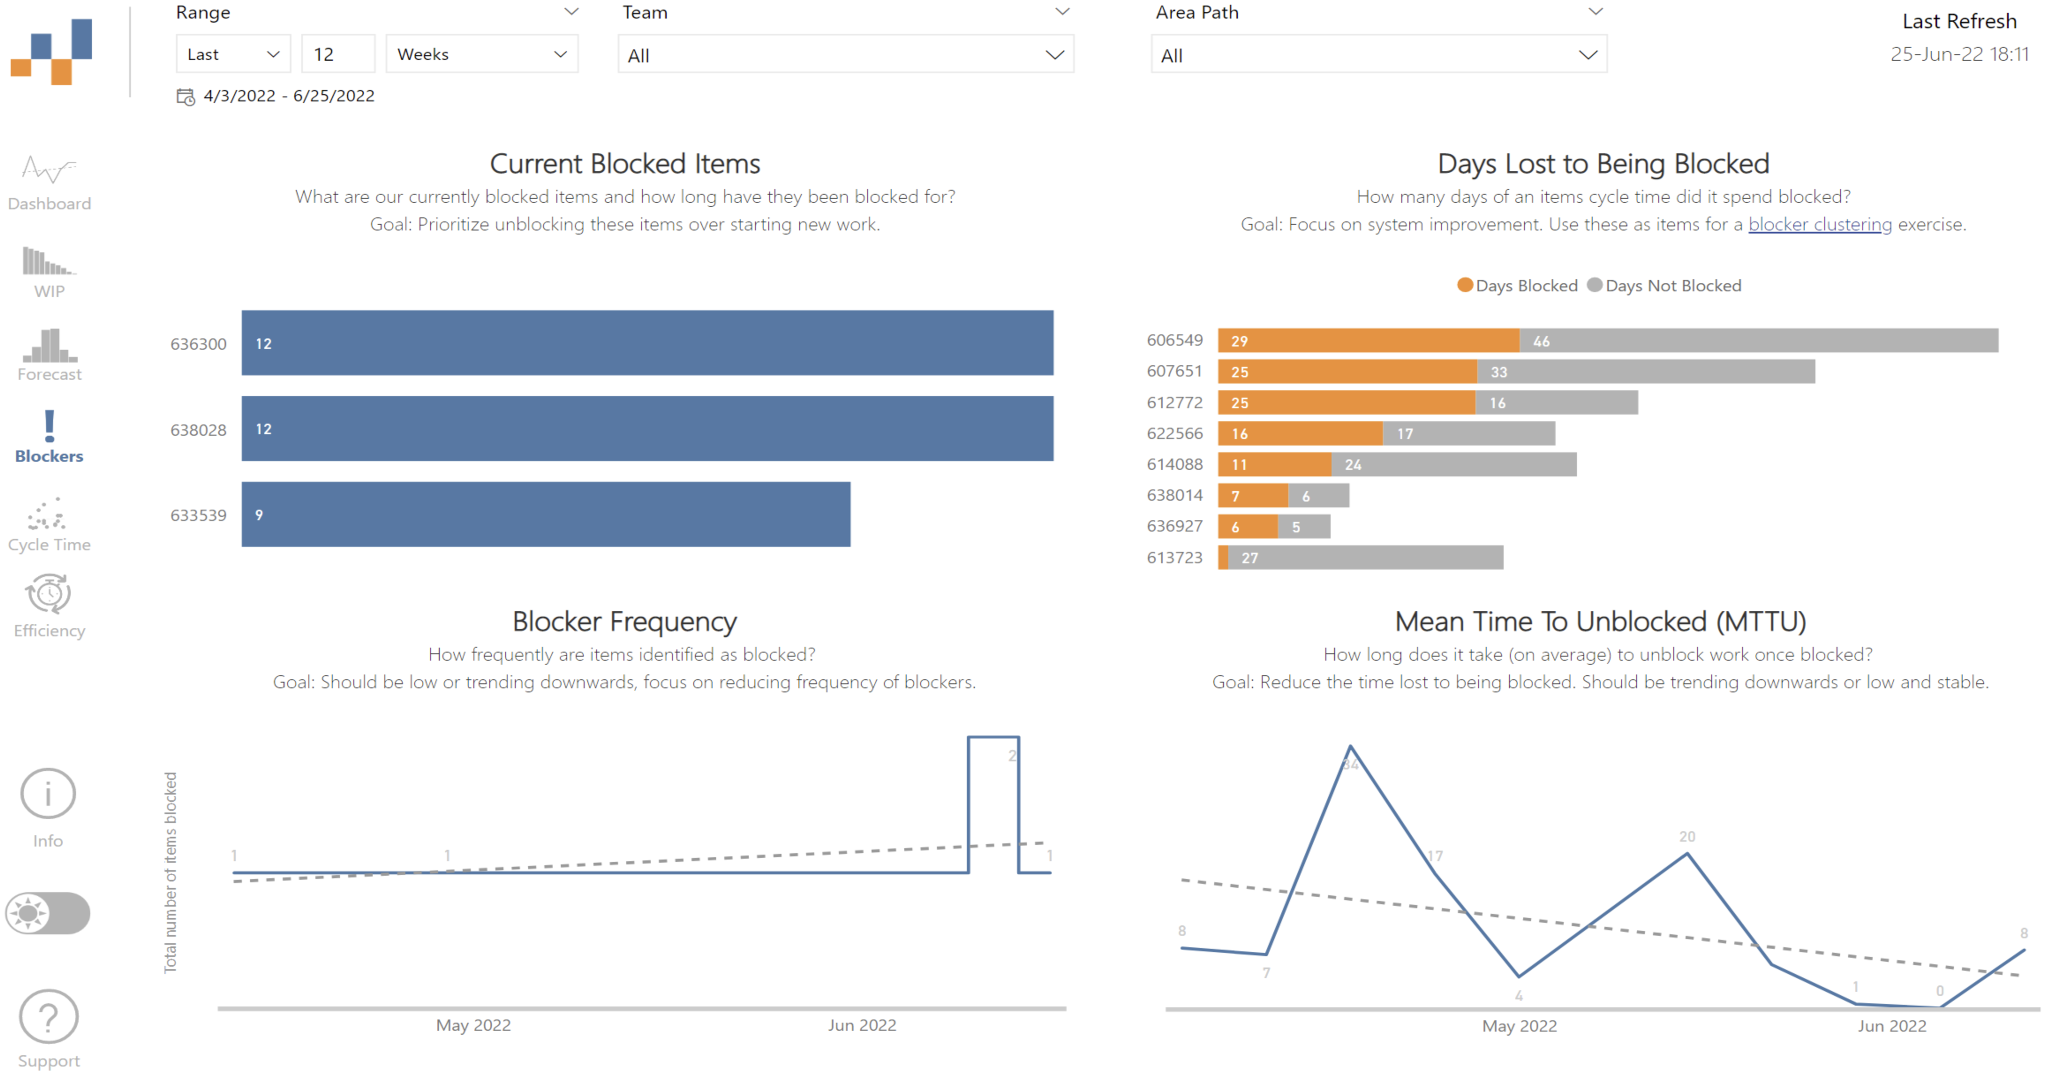 Range
Team
Area Path
Last Refresh
Last
12
Weeks
All
All
25-Jun-22 18:11
4/3/2022 - 6/25/2022
Dashboard
WIP
Forecast
Blockers
Cycle Time
Efficiency
Info
Support
Current Blocked Items
What are our currently blocked items and how long have they been blocked for?
Goal: Prioritize unblocking these items over starting new work.
636300 12
638028 12
633539 9
Days Lost to Being Blocked
How many days of an items cycle time did it spend blocked?
Goal: Focus on system improvement. Use these as items for a blocker clustering exercise.
Days Blocked Days Not Blocked
606549 29 46
607651 25 33
612772 25 16
622566 16 17
614088 11 24
638014 7 6
636927 6 5
613723 27
Blocker Frequency
How frequently are items identified as blocked?
Goal: Should be low or trending downwards, focus on reducing frequency of blockers.
Total number of items blocked
1
1
2
1
May 2022
Jun 2022
Mean Time To Unblocked (MTTU)
How long does it take (on average) to unblock work once blocked?
Goal: Reduce the time lost to being blocked. Should be trending downwards or low and stable.
8
7
34
17
4
20
1
0
8
May 2022
Jun 2022